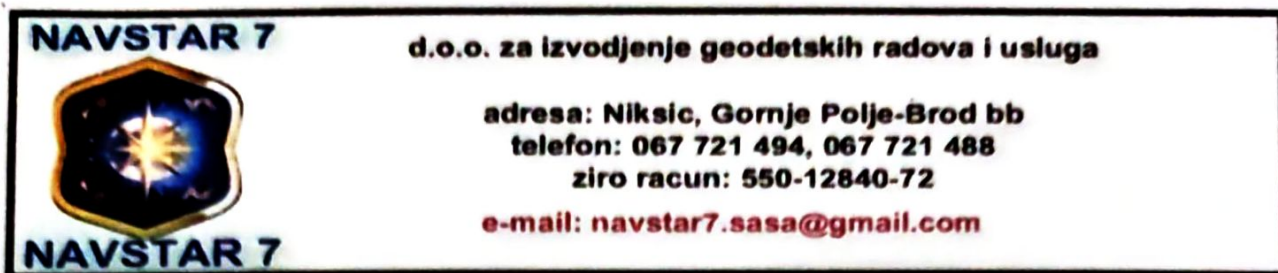 NAVSTAR 7
d.o.o. za izvodjenje geodetskih radova i usluga
adresa: Niksic, Gornje Polje-Brod bb
telefon: 067 721 494, 067 721 488
ziro racun: 550-12840-72
e-mail: navstar7.sasa@gmail.com
NAVSTAR 7